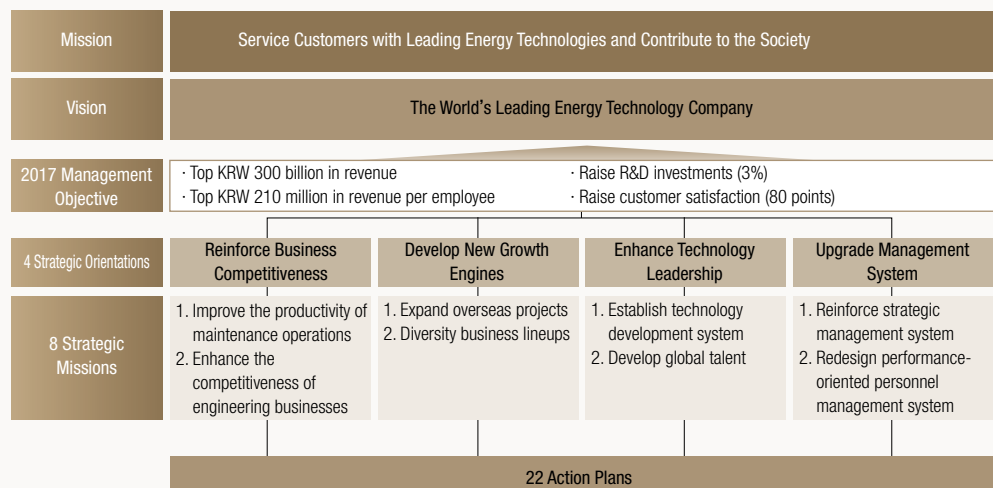 Mission
Service Customers with Leading Energy Technologies and Contribute to the Society
Vision
The World's Leading Energy Technology Company
2017 Management
Objective
· Top KRW 300 billion in revenue
· Top KRW 210 million in revenue per employee
· Raise R&D investments (3%)
· Raise customer satisfaction (80 points)
4 Strategic Orientations
Reinforce Business
Competitiveness
Develop New Growth
Engines
Enhance Technology
Leadership
Upgrade Management
System
8 Strategic
Missions
1. Improve the productivity of
maintenance operations
2. Enhance the
competitiveness of
engineering businesses
1. Expand overseas projects
2. Diversity business lineups
1. Establish technology
development system
2. Develop global talent
1. Reinforce strategic
management system
2. Redesign performance-
oriented personnel
management system
22 Action Plans